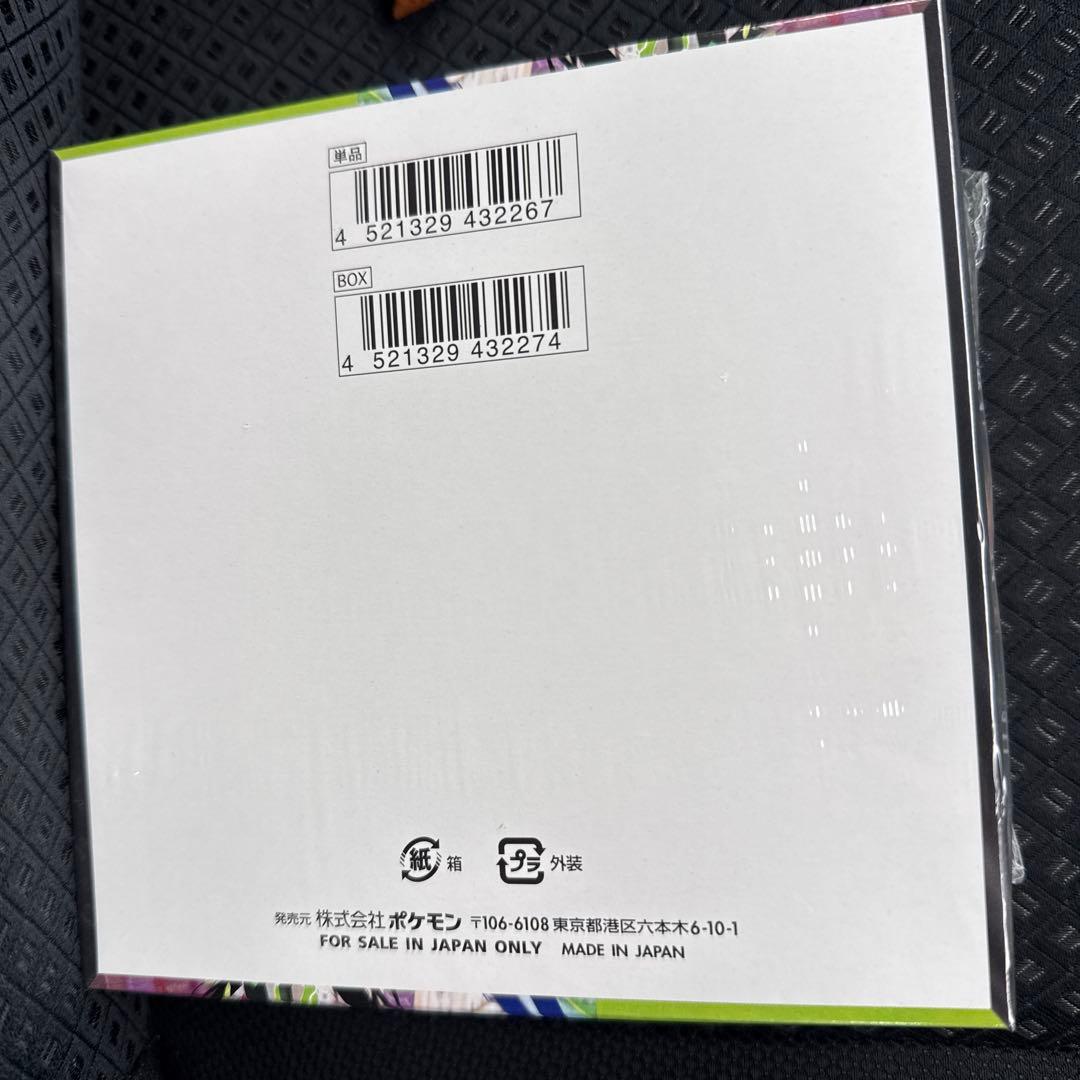 単品
4 521329 432267
BOX
4 521329 432274
紙 箱 プラ 外装
発売元 株式会社ポケモン 〒106-6108 東京都港区六本木6-10-1
FOR SALE IN JAPAN ONLY MADE IN JAPAN